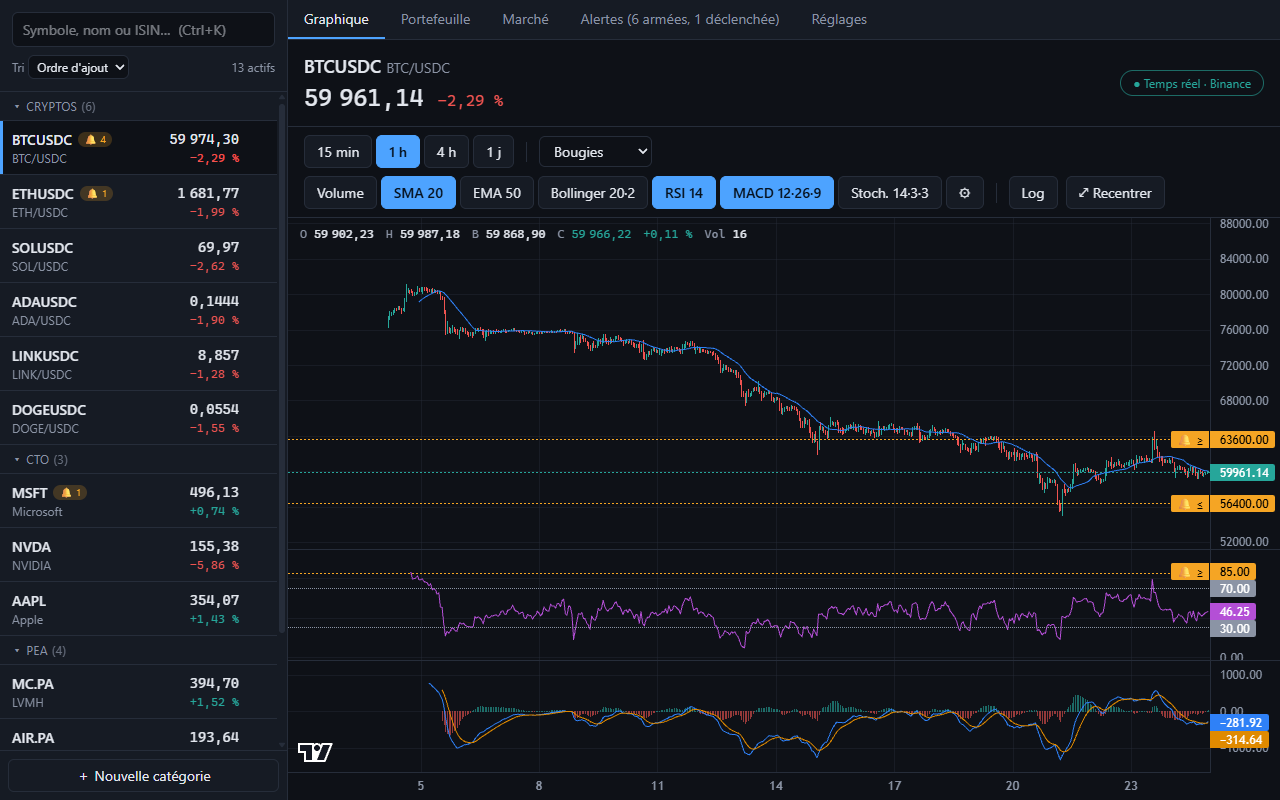 Symbole, nom ou ISIN… (Ctrl+K)
Tri Ordre d'ajout 13 actifs
CRYPTOS (6)
BTCUSDC 4 59 974,30
BTC/USDC −2,29 %
ETHUSDC 1 1 681,77
ETH/USDC −1,99 %
SOLUSDC 69,97
SOL/USDC −2,62 %
ADAUSDC 0,1444
ADA/USDC −1,90 %
LINKUSDC 8,857
LINK/USDC −1,28 %
DOGEUSDC 0,0554
DOGE/USDC −1,55 %
CTO (3)
MSFT 1 496,13
Microsoft +0,74 %
NVDA 155,38
NVIDIA −5,86 %
AAPL 354,07
Apple +1,43 %
PEA (4)
MC.PA 394,70
LVMH +1,52 %
AIR.PA 193,64
+ Nouvelle catégorie
Graphique Portefeuille Marché Alertes (6 armées, 1 déclenchée) Réglages
BTCUSDC BTC/USDC
59 961,14 −2,29 %
● Temps réel · Binance
15 min 1 h 4 h 1 j Bougies
Volume SMA 20 EMA 50 Bollinger 20·2 RSI 14 MACD 12·26·9 Stoch. 14·3·3 ⚙ Log ⤢ Recentrer
O 59 902,23 H 59 987,18 B 59 868,90 C 59 966,22 +0,11 % Vol 16
88000.00
84000.00
80000.00
76000.00
72000.00
68000.00
≥ 63600.00
59961.14
≤ 56400.00
52000.00
≥ 85.00
70.00
46.25
30.00
0.00
1000.00
0.00
−281.92
−314.64
−1000.00
5 8 11 14 17 20 23